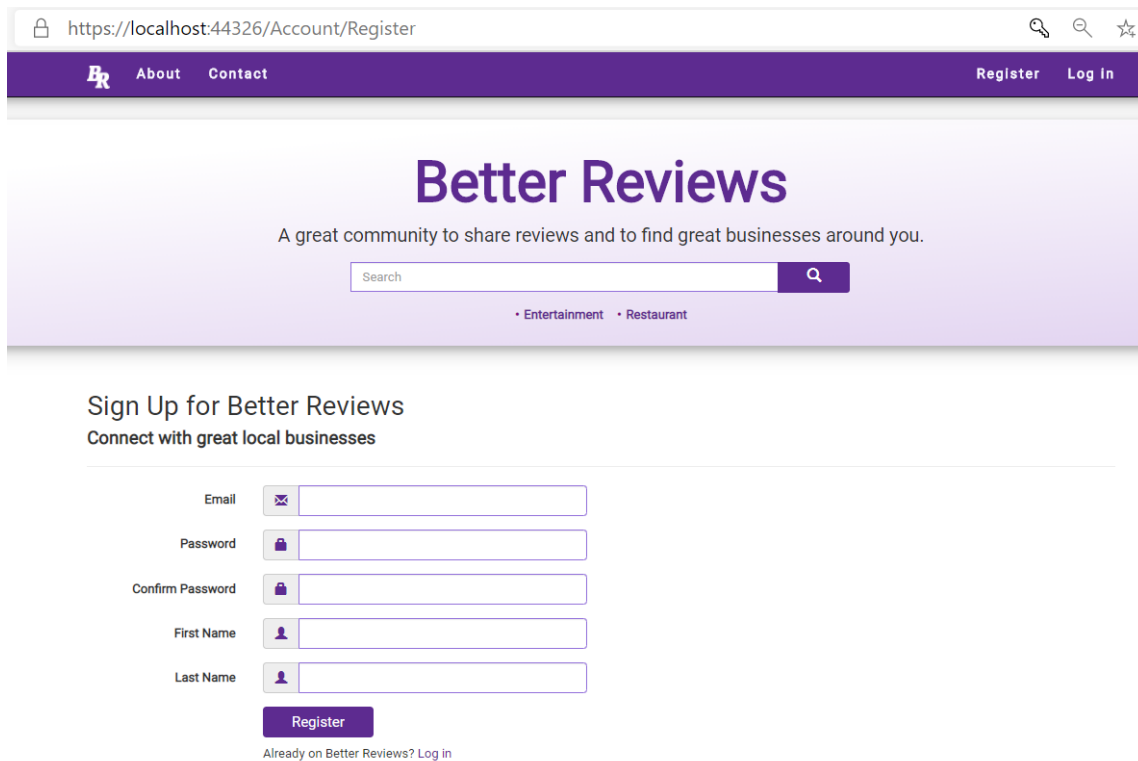 https://localhost:44326/Account/Register
BR About Contact Register Log in
Better Reviews
A great community to share reviews and to find great businesses around you.
Search
• Entertainment • Restaurant
Sign Up for Better Reviews
Connect with great local businesses
Email
Password
Confirm Password
First Name
Last Name
Register
Already on Better Reviews? Log in